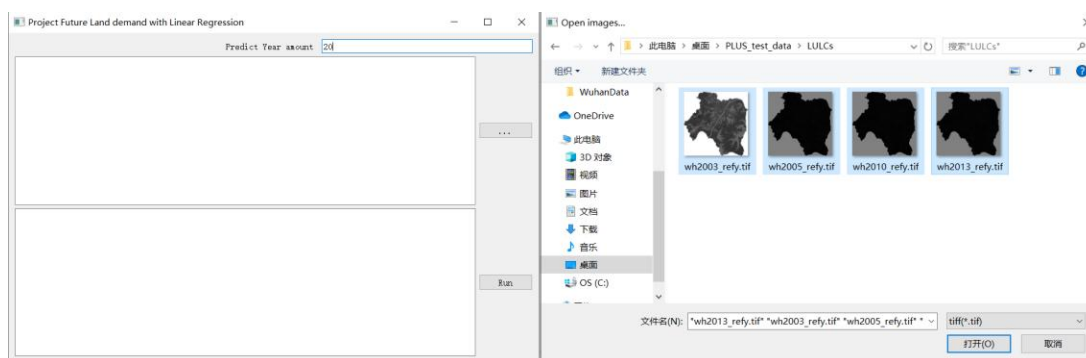 Project Future Land demand with Linear Regression
Predict Year amount 20
...
Run
Open images...
此电脑 > 桌面 > PLUS_test_data > LULCs
搜索"LULCs"
组织
新建文件夹
WuhanData
OneDrive
此电脑
3D 对象
视频
图片
文档
下载
音乐
桌面
OS (C:)
wh2003_refy.tif
wh2005_refy.tif
wh2010_refy.tif
wh2013_refy.tif
文件名(N): "wh2013_refy.tif" "wh2003_refy.tif" "wh2005_refy.tif" "
tiff(*.tif)
打开(O)
取消